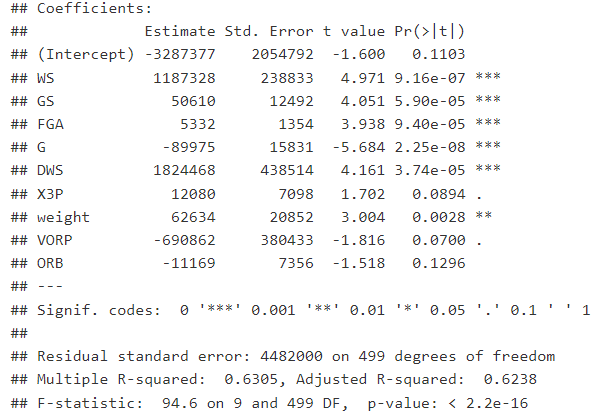 ## Coefficients:
##             Estimate Std. Error t value Pr(>|t|)
## (Intercept) -3287377    2054792  -1.600   0.1103
## WS           1187328     238833   4.971 9.16e-07 ***
## GS             50610      12492   4.051 5.90e-05 ***
## FGA             5332       1354   3.938 9.40e-05 ***
## G             -89975      15831  -5.684 2.25e-08 ***
## DWS          1824468     438514   4.161 3.74e-05 ***
## X3P            12080       7098   1.702   0.0894 .
## weight         62634      20852   3.004   0.0028 **
## VORP         -690862     380433  -1.816   0.0700 .
## ORB           -11169       7356  -1.518   0.1296
## ---
## Signif. codes:  0 '***' 0.001 '**' 0.01 '*' 0.05 '.' 0.1 ' ' 1
##
## Residual standard error: 4482000 on 499 degrees of freedom
## Multiple R-squared:  0.6305, Adjusted R-squared:  0.6238
## F-statistic:  94.6 on 9 and 499 DF,  p-value: < 2.2e-16